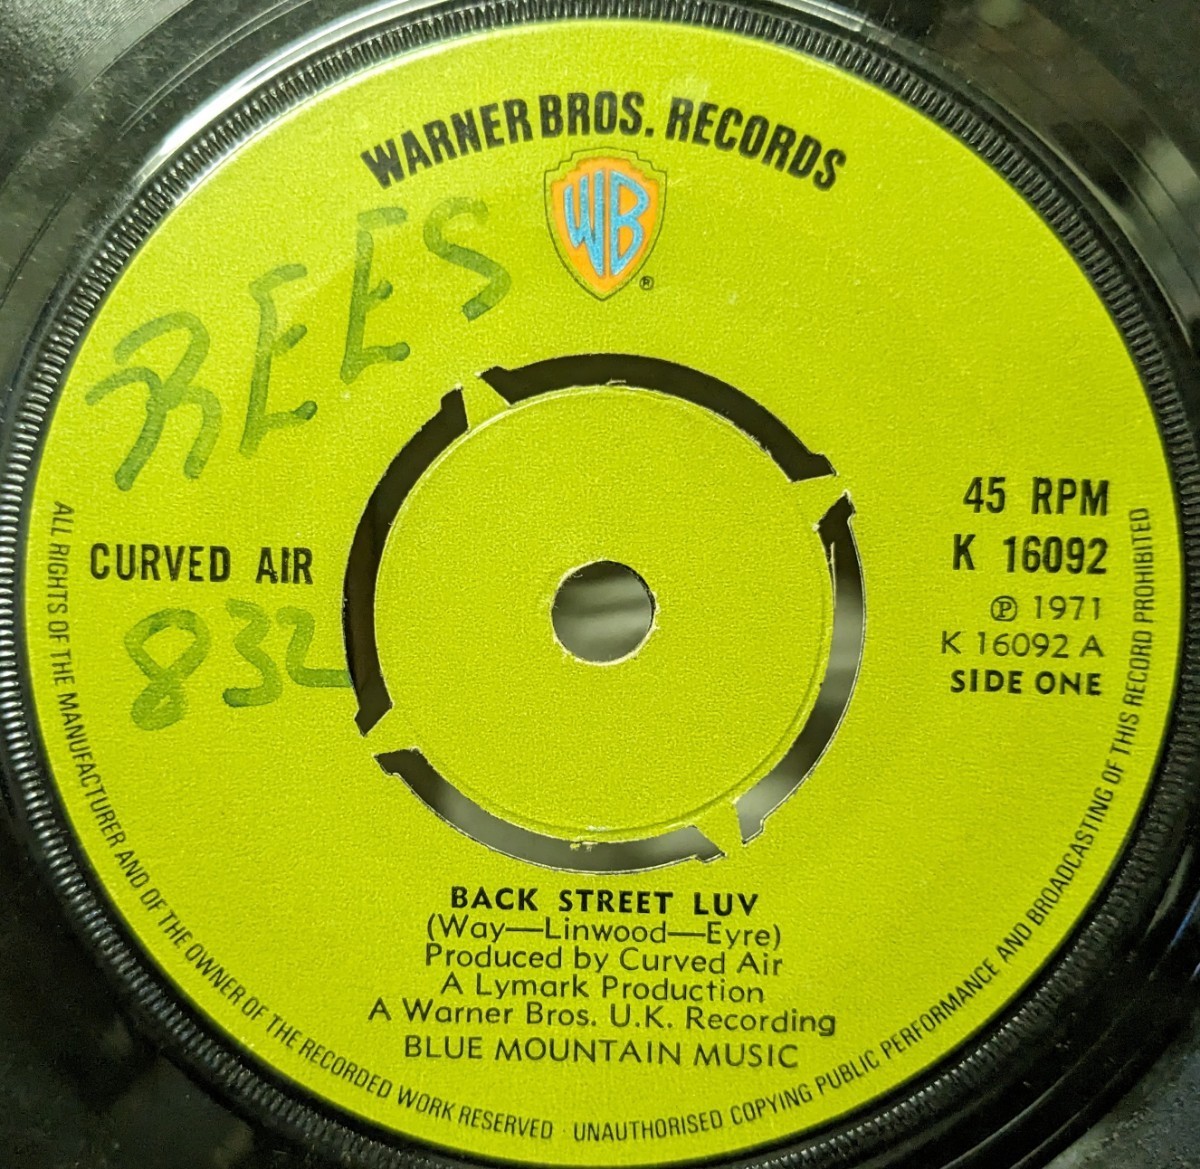 WARNER BROS. RECORDS
WB
®
REES
45 RPM
K 16092
℗ 1971
K 16092 A
SIDE ONE
CURVED AIR
832
BACK STREET LUV
(Way—Linwood—Eyre)
Produced by Curved Air
A Lymark Production
A Warner Bros. U.K. Recording
BLUE MOUNTAIN MUSIC
ALL RIGHTS OF THE MANUFACTURER AND OF THE OWNER OF THE RECORDED WORK RESERVED · UNAUTHORISED COPYING PUBLIC PERFORMANCE AND BROADCASTING OF THIS RECORD PROHIBITED